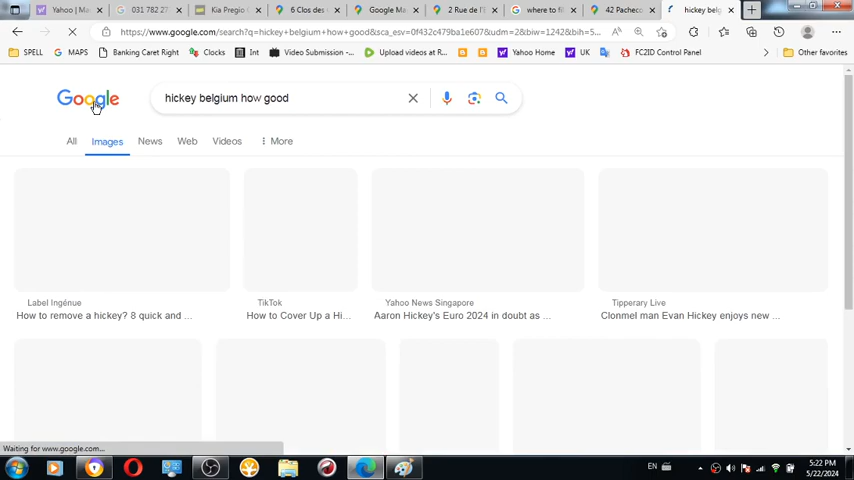 Yahoo | Ma
031 782 27
Kia Pregio C
6 Clos des C
Google Ma
2 Rue de l'I
where to fi
42 Pacheco
hickey belg
https://www.google.com/search?q=hickey+belgium+how+good&sca_esv=0f432c479ba1e607&udm=2&biw=1242&bih=5...
SPELL
MAPS
Banking Caret Right
Clocks
Int
Video Submission -...
Upload videos at R...
B
B
Yahoo Home
UK
FC2ID Control Panel
Other favorites
Google
hickey belgium how good
All
Images
News
Web
Videos
More
Label Ingénue
How to remove a hickey? 8 quick and ...
TikTok
How to Cover Up a Hi...
Yahoo News Singapore
Aaron Hickey's Euro 2024 in doubt as ...
Tipperary Live
Clonmel man Evan Hickey enjoys new ...
Waiting for www.google.com...
EN
5:22 PM
5/22/2024